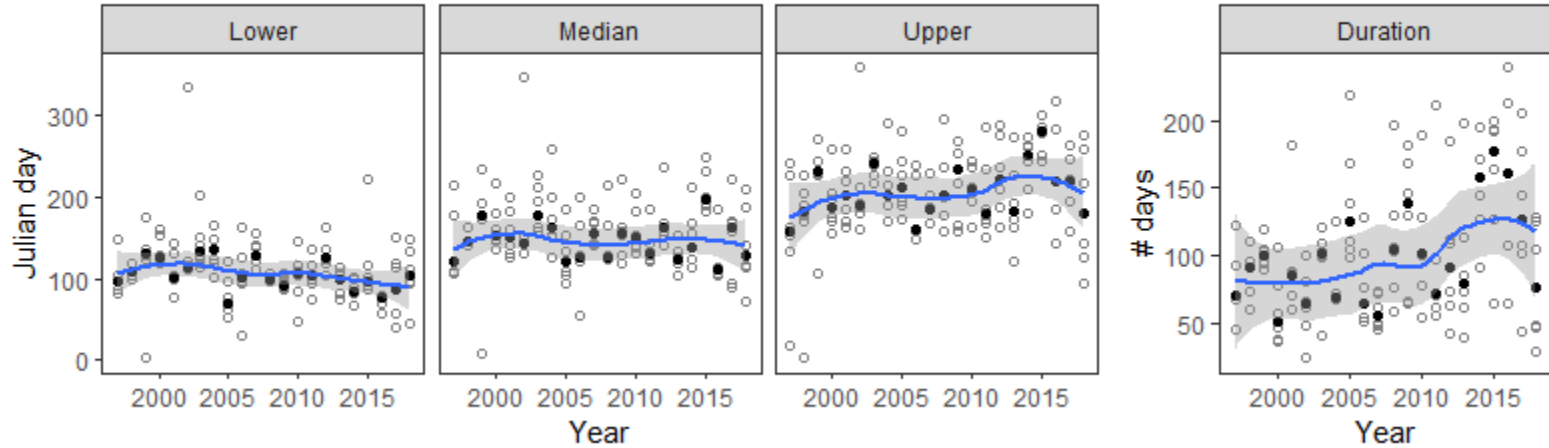 Lower Median Upper Duration
Julian day
300
200
100
0
# days
200
150
100
50
2000 2005 2010 2015 2000 2005 2010 2015 2000 2005 2010 2015 2000 2005 2010 2015
Year Year